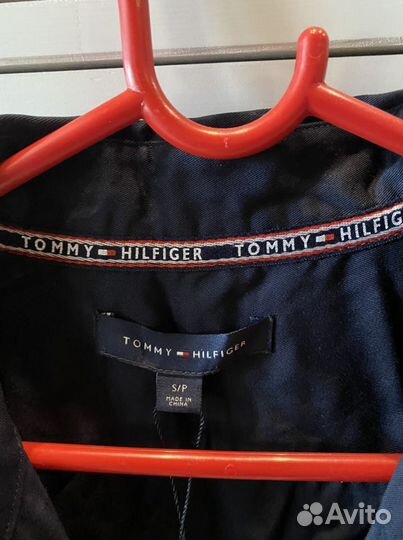 TOMMY HILFIGER TOMMY HILFIGER
TOMMY HILFIGER
S/P
MADE IN
CHINA
Avito